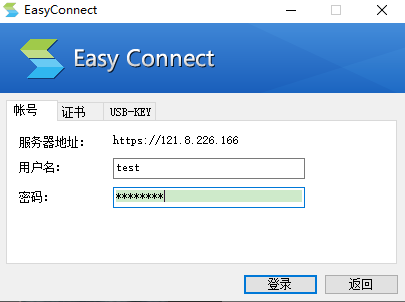 EasyConnect
Easy Connect
帐号 证书 USB-KEY
服务器地址： https://121.8.226.166
用户名： test
密码： ********
登录 返回